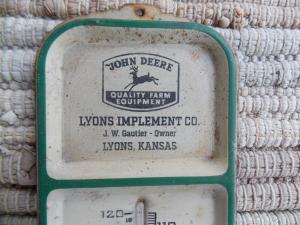 JOHN DEERE
QUALITY FARM
EQUIPMENT
LYONS IMPLEMENT CO.
J. W. Gautier - Owner
LYONS, KANSAS
120 110